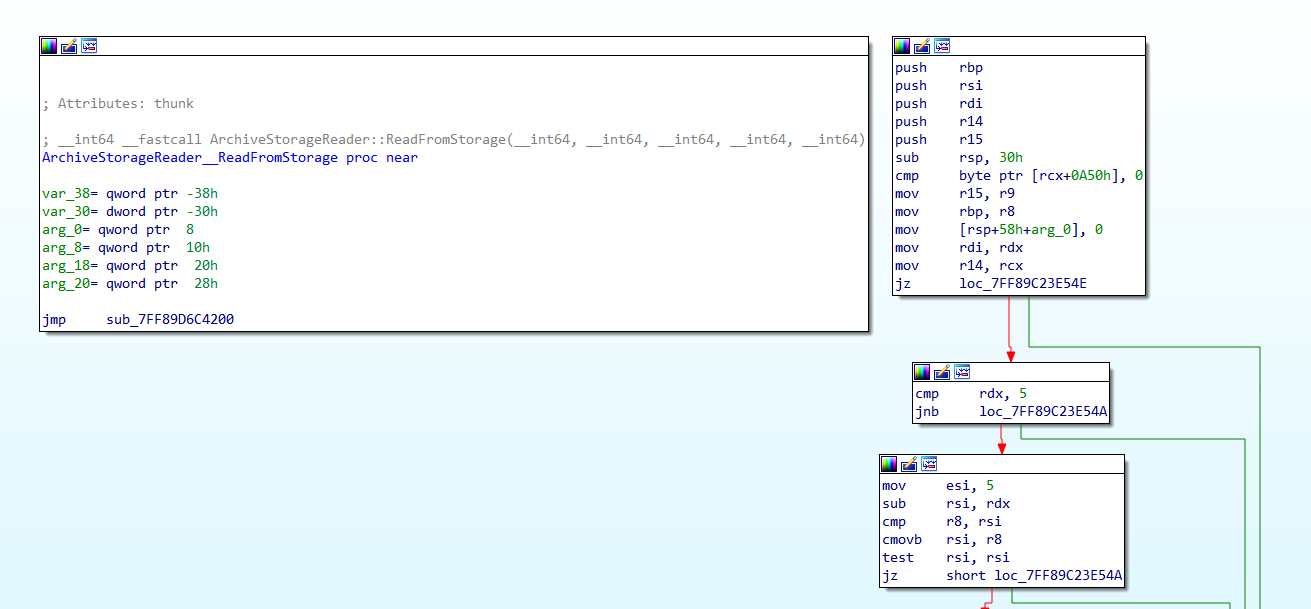 ; Attributes: thunk
; __int64 __fastcall ArchiveStorageReader::ReadFromStorage(__int64, __int64, __int64, __int64, __int64)
ArchiveStorageReader__ReadFromStorage proc near
var_38= qword ptr -38h
var_30= dword ptr -30h
arg_0= qword ptr  8
arg_8= qword ptr  10h
arg_18= qword ptr  20h
arg_20= qword ptr  28h
jmp     sub_7FF89D6C4200
push    rbp
push    rsi
push    rdi
push    r14
push    r15
sub     rsp, 30h
cmp     byte ptr [rcx+0A50h], 0
mov     r15, r9
mov     rbp, r8
mov     [rsp+58h+arg_0], 0
mov     rdi, rdx
mov     r14, rcx
jz      loc_7FF89C23E54E
cmp     rdx, 5
jnb     loc_7FF89C23E54A
mov     esi, 5
sub     rsi, rdx
cmp     r8, rsi
cmovb   rsi, r8
test    rsi, rsi
jz      short loc_7FF89C23E54A